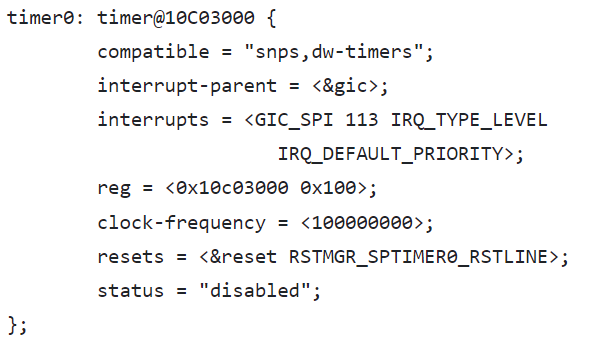 timer0: timer@10C03000 {
compatible = "snps,dw-timers";
interrupt-parent = <&gic>;
interrupts = <GIC_SPI 113 IRQ_TYPE_LEVEL
IRQ_DEFAULT_PRIORITY>;
reg = <0x10c03000 0x100>;
clock-frequency = <100000000>;
resets = <&reset RSTMGR_SPTIMER0_RSTLINE>;
status = "disabled";
};